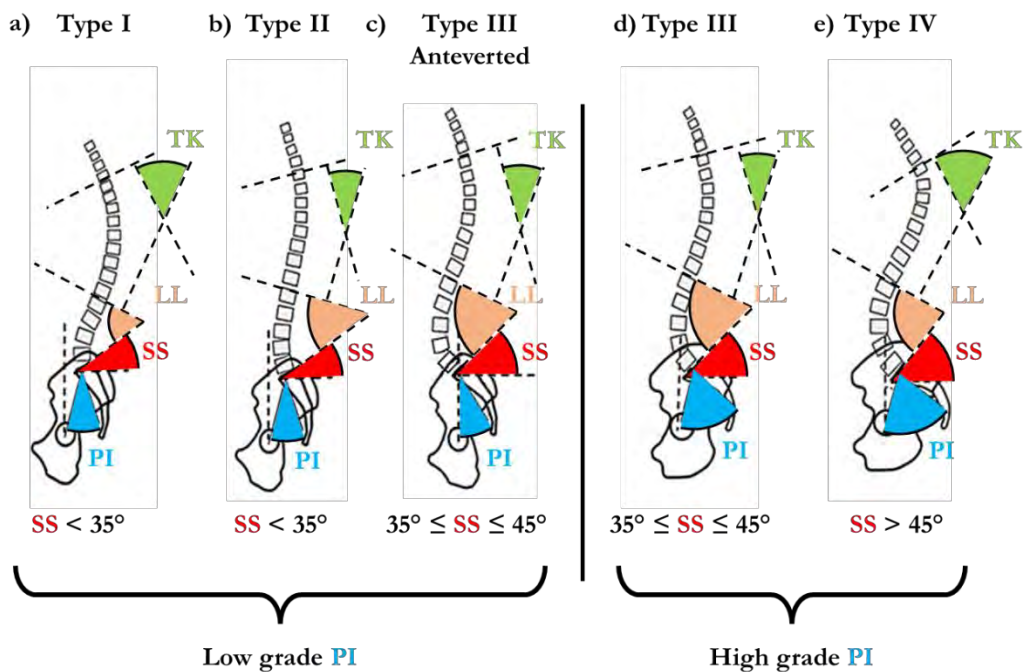 a) Type I
b) Type II
c) Type III
Anteverted
d) Type III
e) Type IV
TK
TK
TK
TK
TK
LL
LL
LL
LL
LL
SS
SS
SS
SS
SS
PI
PI
PI
PI
PI
SS < 35°
SS < 35°
35° ≤ SS ≤ 45°
35° ≤ SS ≤ 45°
SS > 45°
Low grade PI
High grade PI